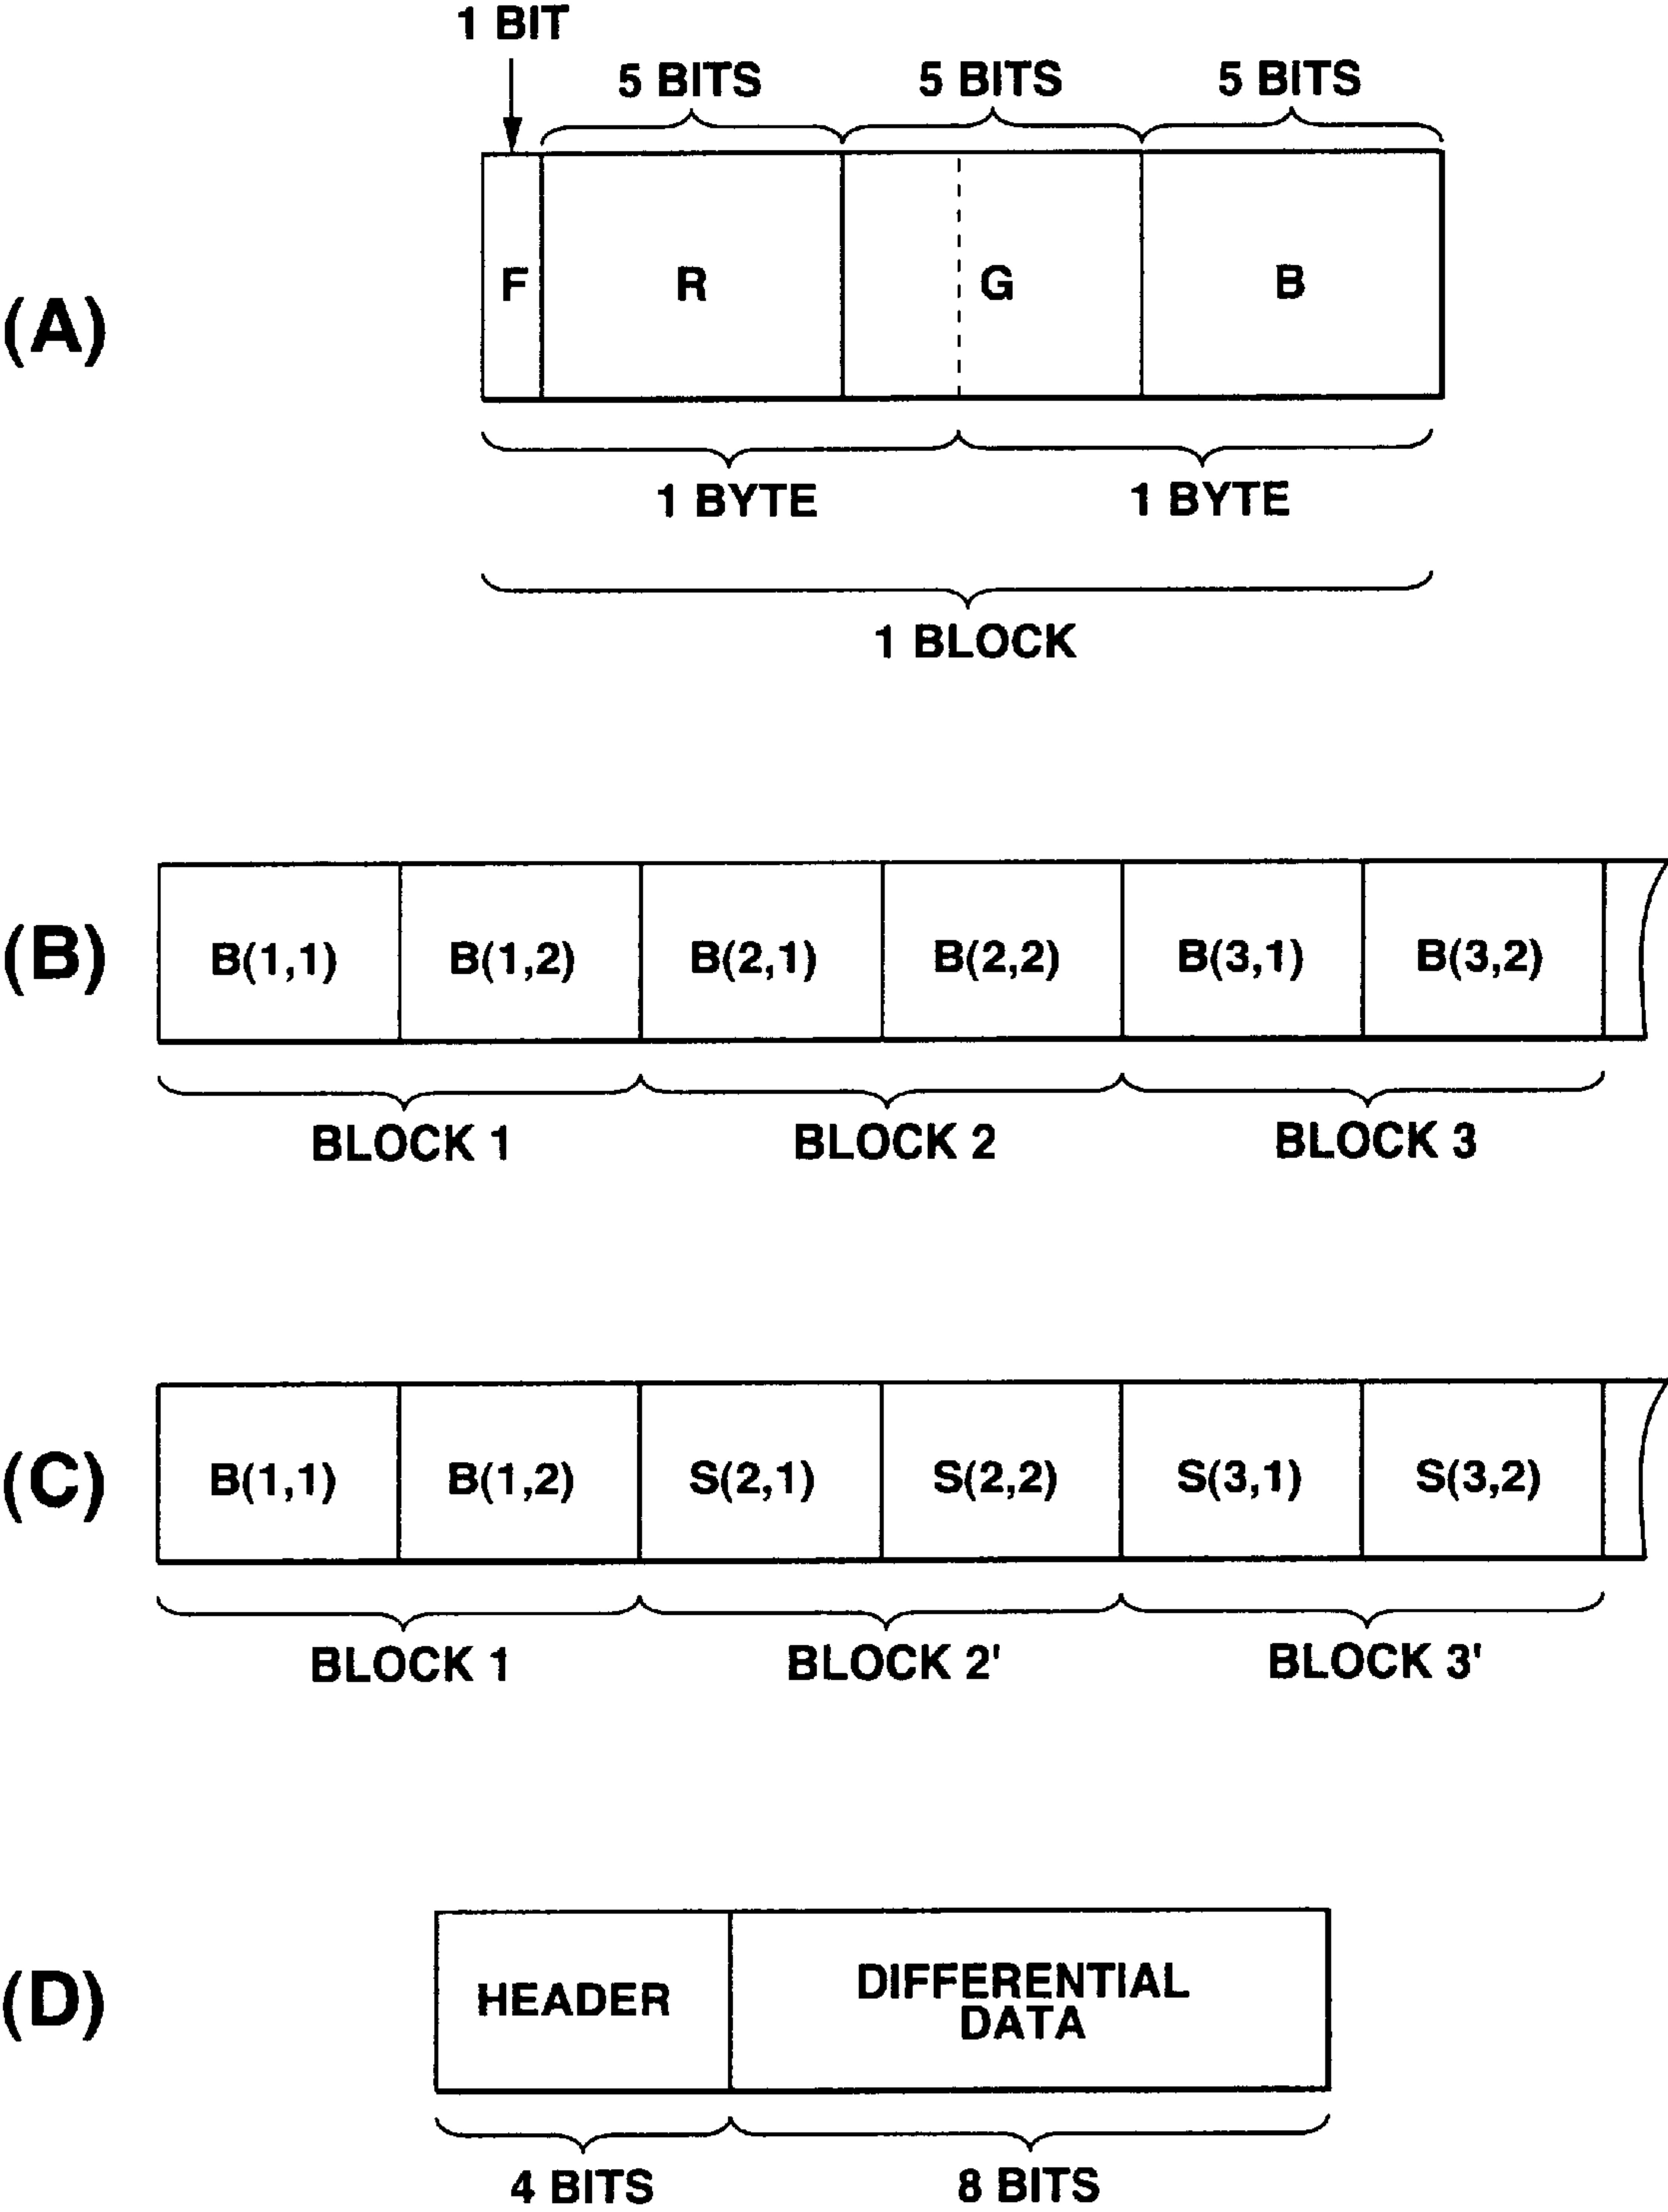 1 BIT
5 BITS 5 BITS 5 BITS
F R G B
(A)
1 BYTE 1 BYTE
1 BLOCK
(B) B(1,1) B(1,2) B(2,1) B(2,2) B(3,1) B(3,2)
BLOCK 1 BLOCK 2 BLOCK 3
(C) B(1,1) B(1,2) S(2,1) S(2,2) S(3,1) S(3,2)
BLOCK 1 BLOCK 2' BLOCK 3'
(D) HEADER DIFFERENTIAL
DATA
4 BITS 8 BITS